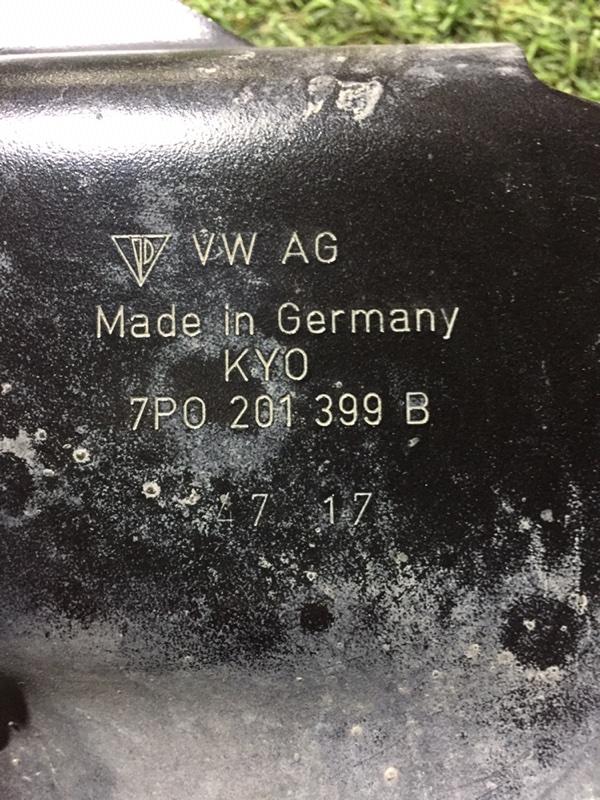 VW AG
Made in Germany
KYO
7P0 201 399 B
47 17